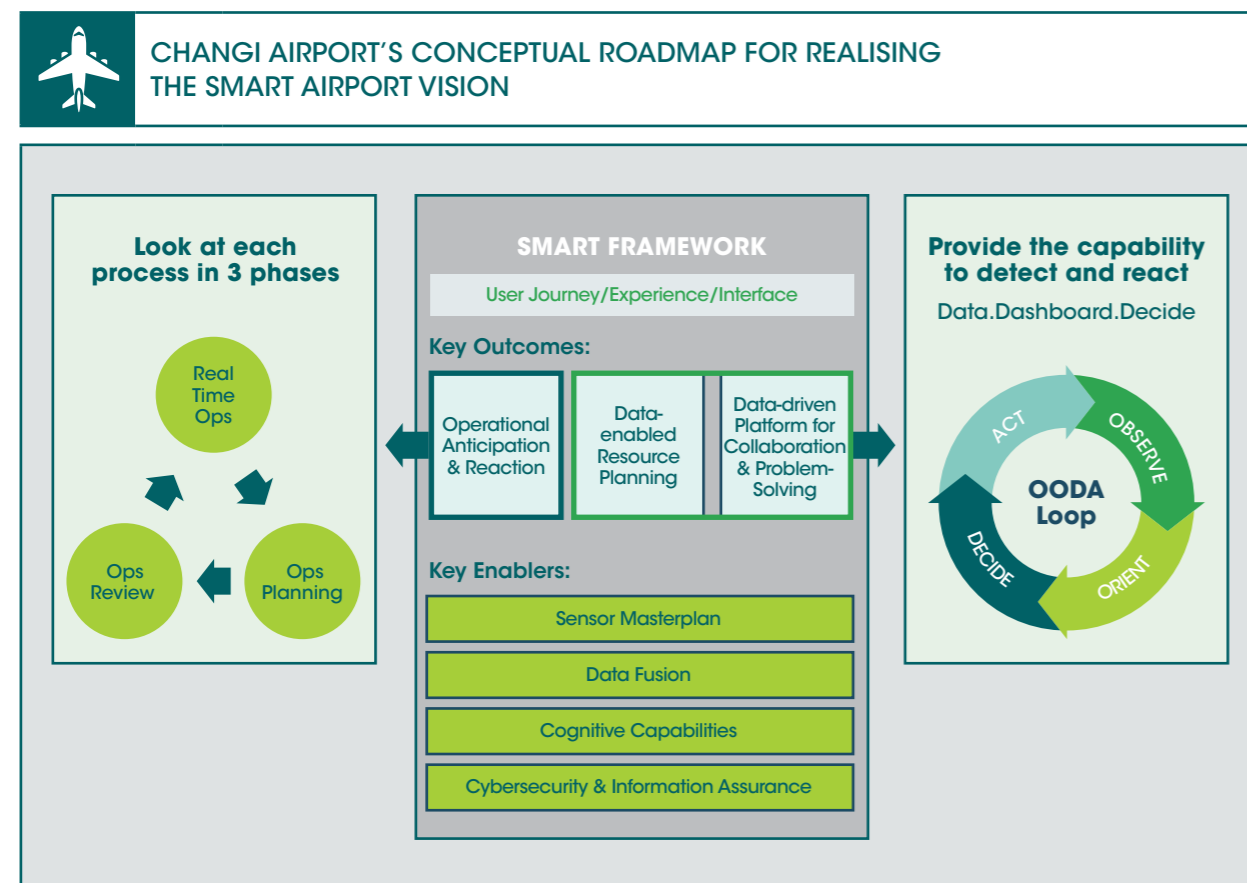 CHANGI AIRPORT'S CONCEPTUAL ROADMAP FOR REALISING
THE SMART AIRPORT VISION
Look at each
process in 3 phases
Real
Time
Ops
Ops
Review
Ops
Planning
SMART FRAMEWORK
User Journey/Experience/Interface
Key Outcomes:
Operational
Anticipation
& Reaction
Data-
enabled
Resource
Planning
Data-driven
Platform for
Collaboration
& Problem-
Solving
Key Enablers:
Sensor Masterplan
Data Fusion
Cognitive Capabilities
Cybersecurity & Information Assurance
Provide the capability
to detect and react
Data.Dashboard.Decide
ACT
OBSERVE
OODA
Loop
DECIDE
ORIENT